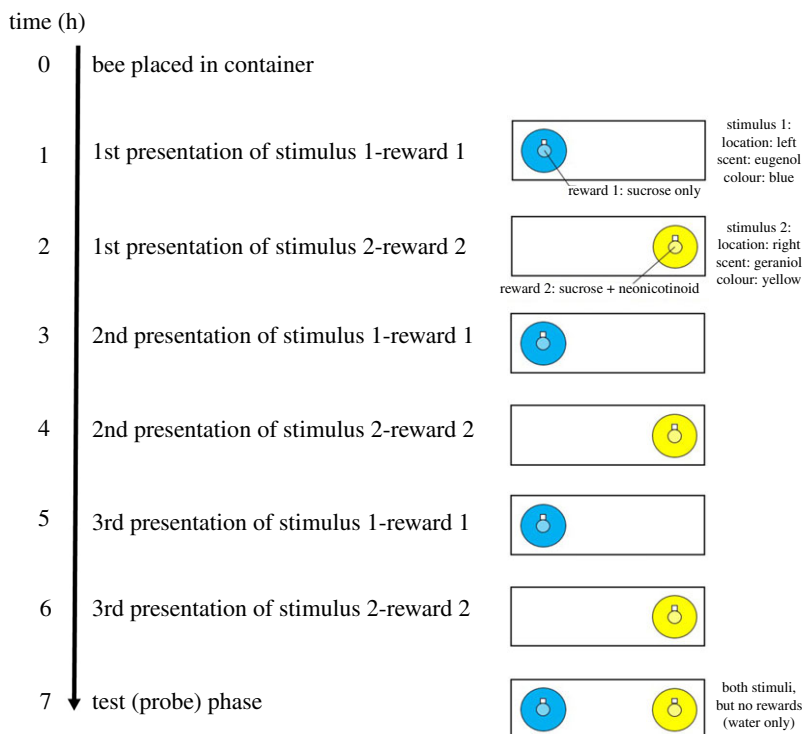 time (h)
0 bee placed in container
1 1st presentation of stimulus 1-reward 1
stimulus 1:
location: left
scent: eugenol
colour: blue
reward 1: sucrose only
2 1st presentation of stimulus 2-reward 2
stimulus 2:
location: right
scent: geraniol
colour: yellow
reward 2: sucrose + neonicotinoid
3 2nd presentation of stimulus 1-reward 1
4 2nd presentation of stimulus 2-reward 2
5 3rd presentation of stimulus 1-reward 1
6 3rd presentation of stimulus 2-reward 2
7 test (probe) phase
both stimuli,
but no rewards
(water only)